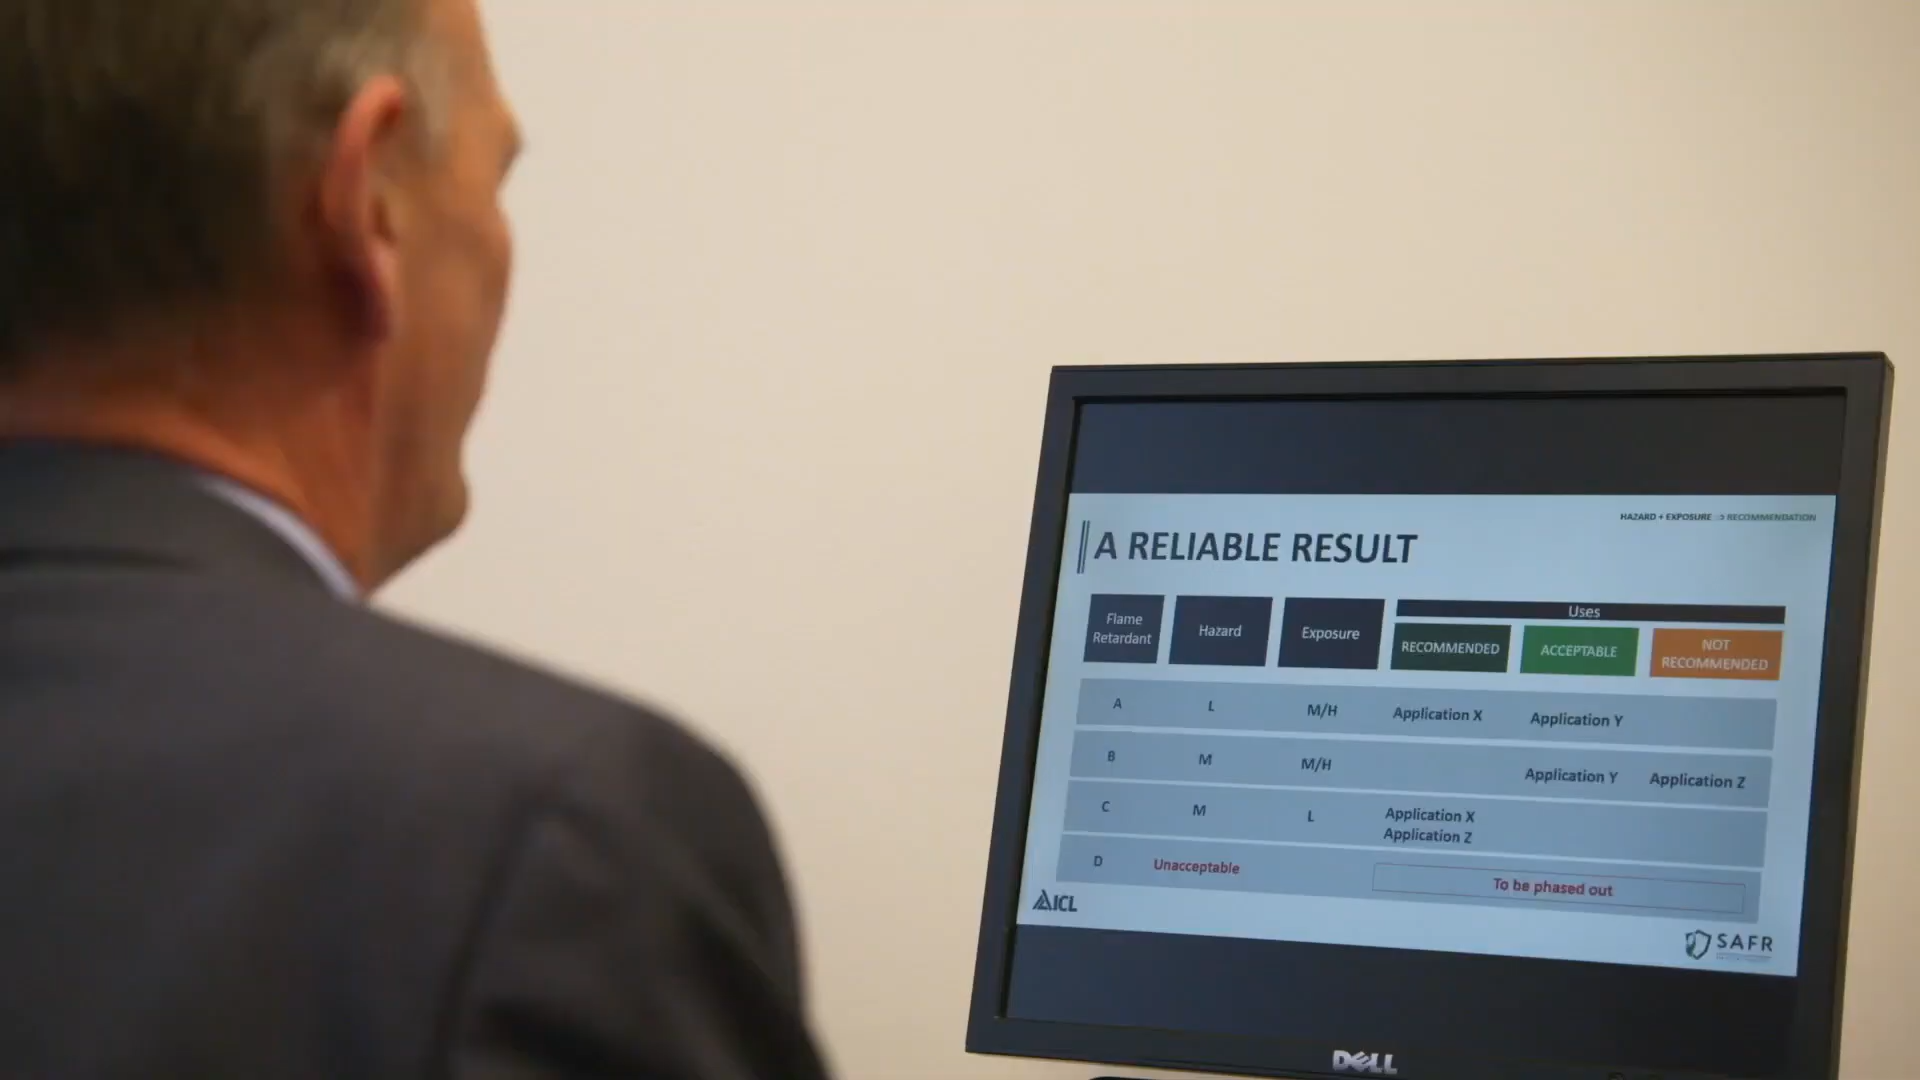 HAZARD + EXPOSURE => RECOMMENDATION
A RELIABLE RESULT
Uses
Flame
Retardant
Hazard
Exposure
RECOMMENDED
ACCEPTABLE
NOT
RECOMMENDED
A L M/H Application X Application Y
B M M/H Application Y Application Z
C M L Application X
Application Z
D Unacceptable To be phased out
ICL
SAFR
DELL